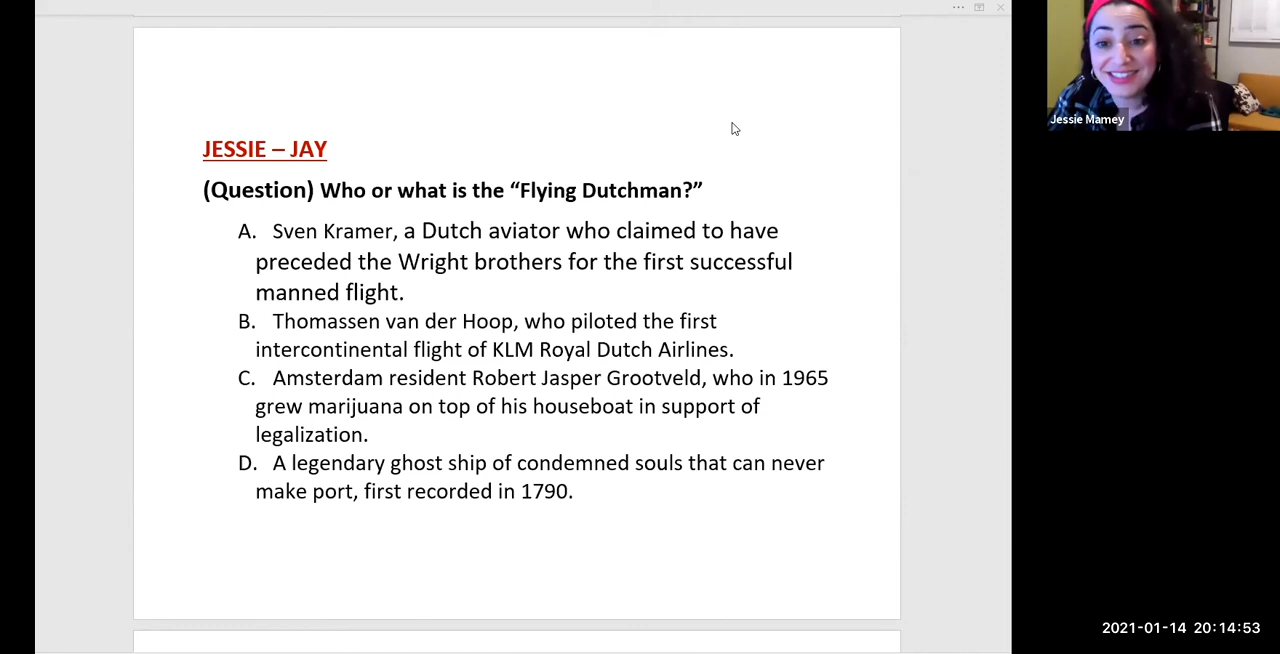 JESSIE – JAY
(Question) Who or what is the “Flying Dutchman?”
A. Sven Kramer, a Dutch aviator who claimed to have
preceded the Wright brothers for the first successful
manned flight.
B. Thomassen van der Hoop, who piloted the first
intercontinental flight of KLM Royal Dutch Airlines.
C. Amsterdam resident Robert Jasper Grootveld, who in 1965
grew marijuana on top of his houseboat in support of
legalization.
D. A legendary ghost ship of condemned souls that can never
make port, first recorded in 1790.
Jessie Mamey
2021-01-14 20:14:53